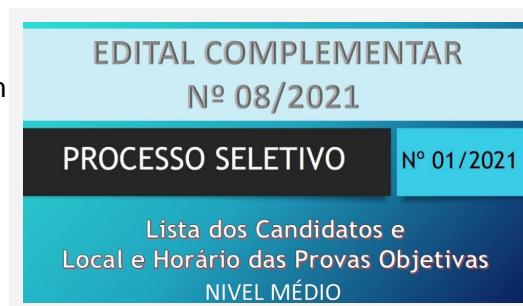 EDITAL COMPLEMENTAR
Nº 08/2021
PROCESSO SELETIVO
Nº 01/2021
Lista dos Candidatos e
Local e Horário das Provas Objetivas
NIVEL MÉDIO